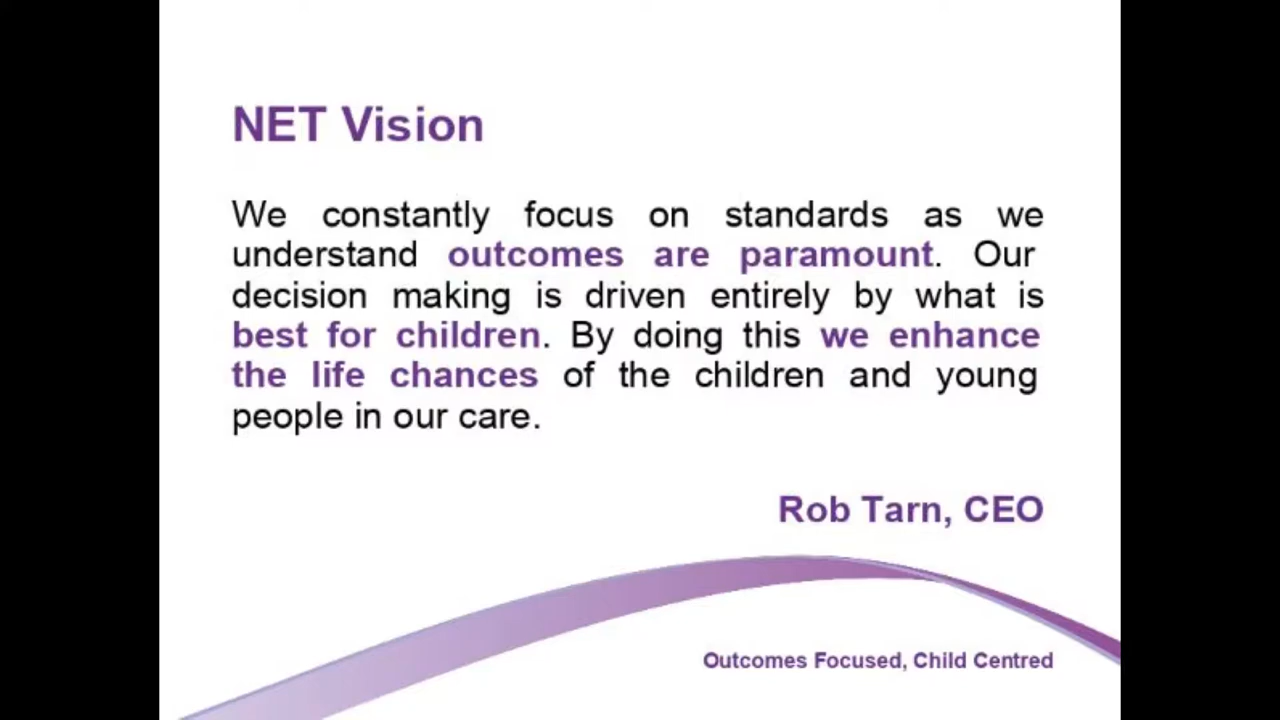 NET Vision
We constantly focus on standards as we
understand outcomes are paramount. Our
decision making is driven entirely by what is
best for children. By doing this we enhance
the life chances of the children and young
people in our care.
Rob Tarn, CEO
Outcomes Focused, Child Centred